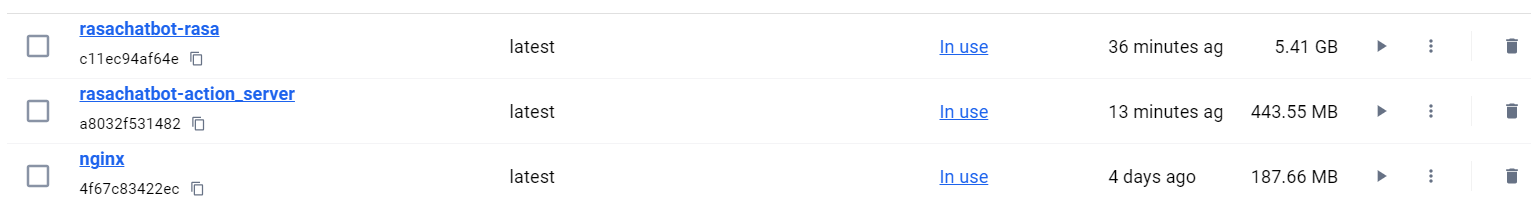 rasachatbot-rasa
c11ec94af64e
latest
In use
36 minutes ag
5.41 GB
rasachatbot-action_server
a8032f531482
latest
In use
13 minutes ag
443.55 MB
nginx
4f67c83422ec
latest
In use
4 days ago
187.66 MB